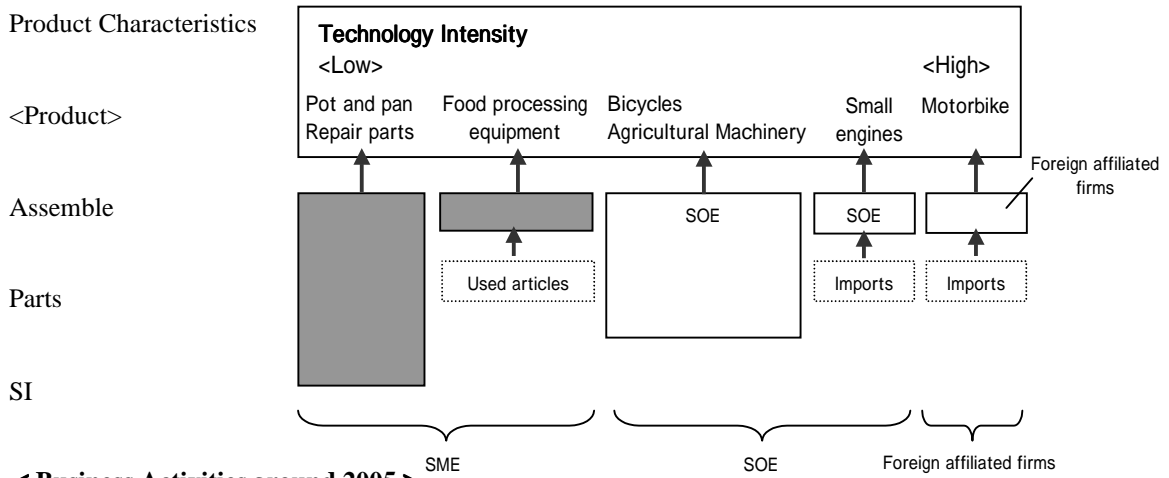 Product Characteristics
Technology Intensity
<Low>
<High>
<Product>
Pot and pan
Repair parts
Food processing
equipment
Bicycles
Agricultural Machinery
Small
engines
Motorbike
Foreign affiliated
firms
Assemble
SOE
SOE
Used articles
Imports
Imports
Parts
SI
SME
SOE
Foreign affiliated firms
< Business Activities around 2005 >